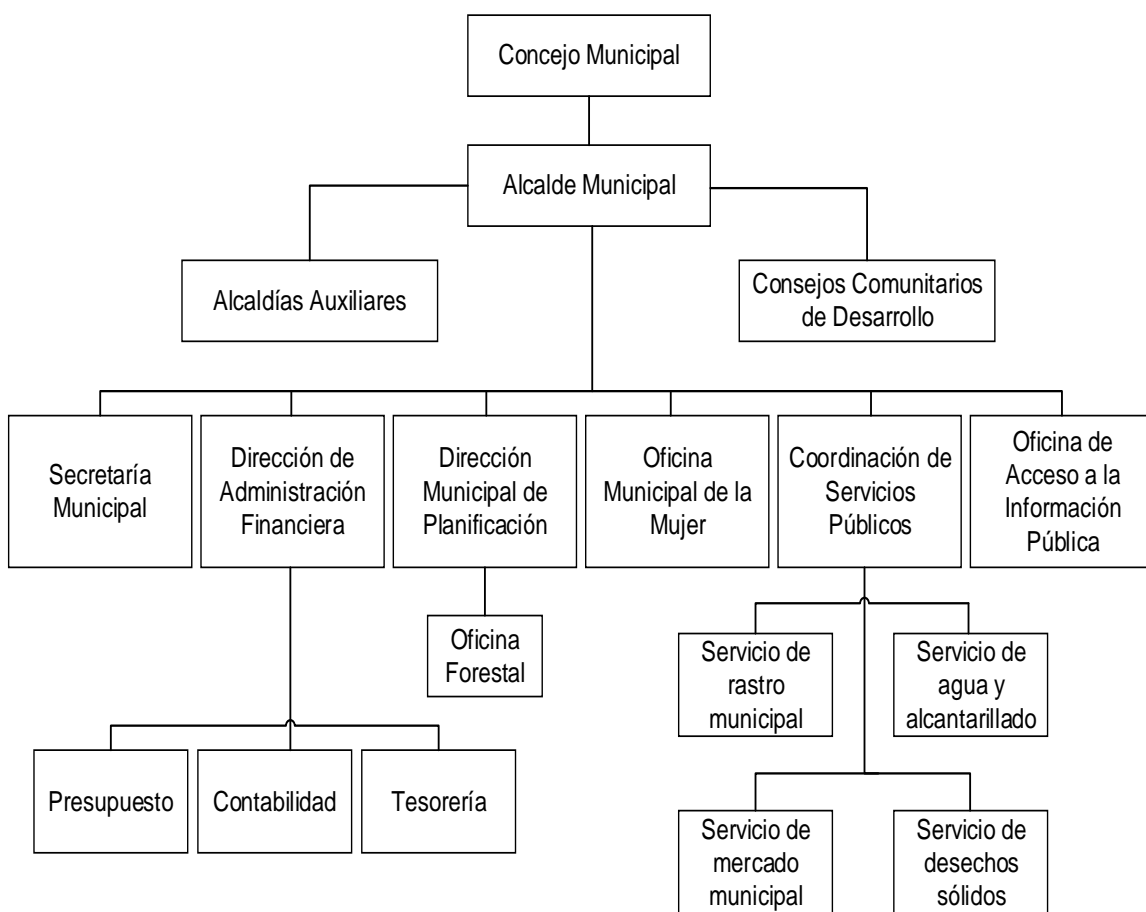 Concejo Municipal
Alcalde Municipal
Alcaldías Auxiliares
Consejos Comunitarios
de Desarrollo
Secretaría
Municipal
Dirección de
Administración
Financiera
Dirección
Municipal de
Planificación
Oficina
Municipal de la
Mujer
Coordinación de
Servicios
Públicos
Oficina de
Acceso a la
Información
Pública
Oficina
Forestal
Servicio de
rastro
municipal
Servicio de
agua y
alcantarillado
Presupuesto
Contabilidad
Tesorería
Servicio de
mercado
municipal
Servicio de
desechos
sólidos